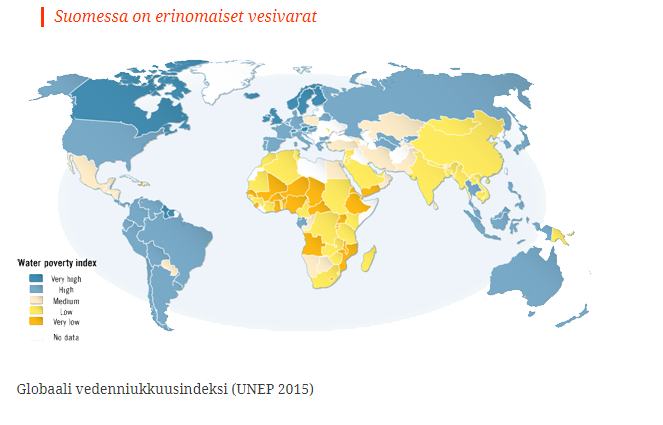 Suomessa on erinomaiset vesivarat
Water poverty index
Very high
High
Medium
Low
Very low
No data
Globaali vedenniukkuusindeksi (UNEP 2015)